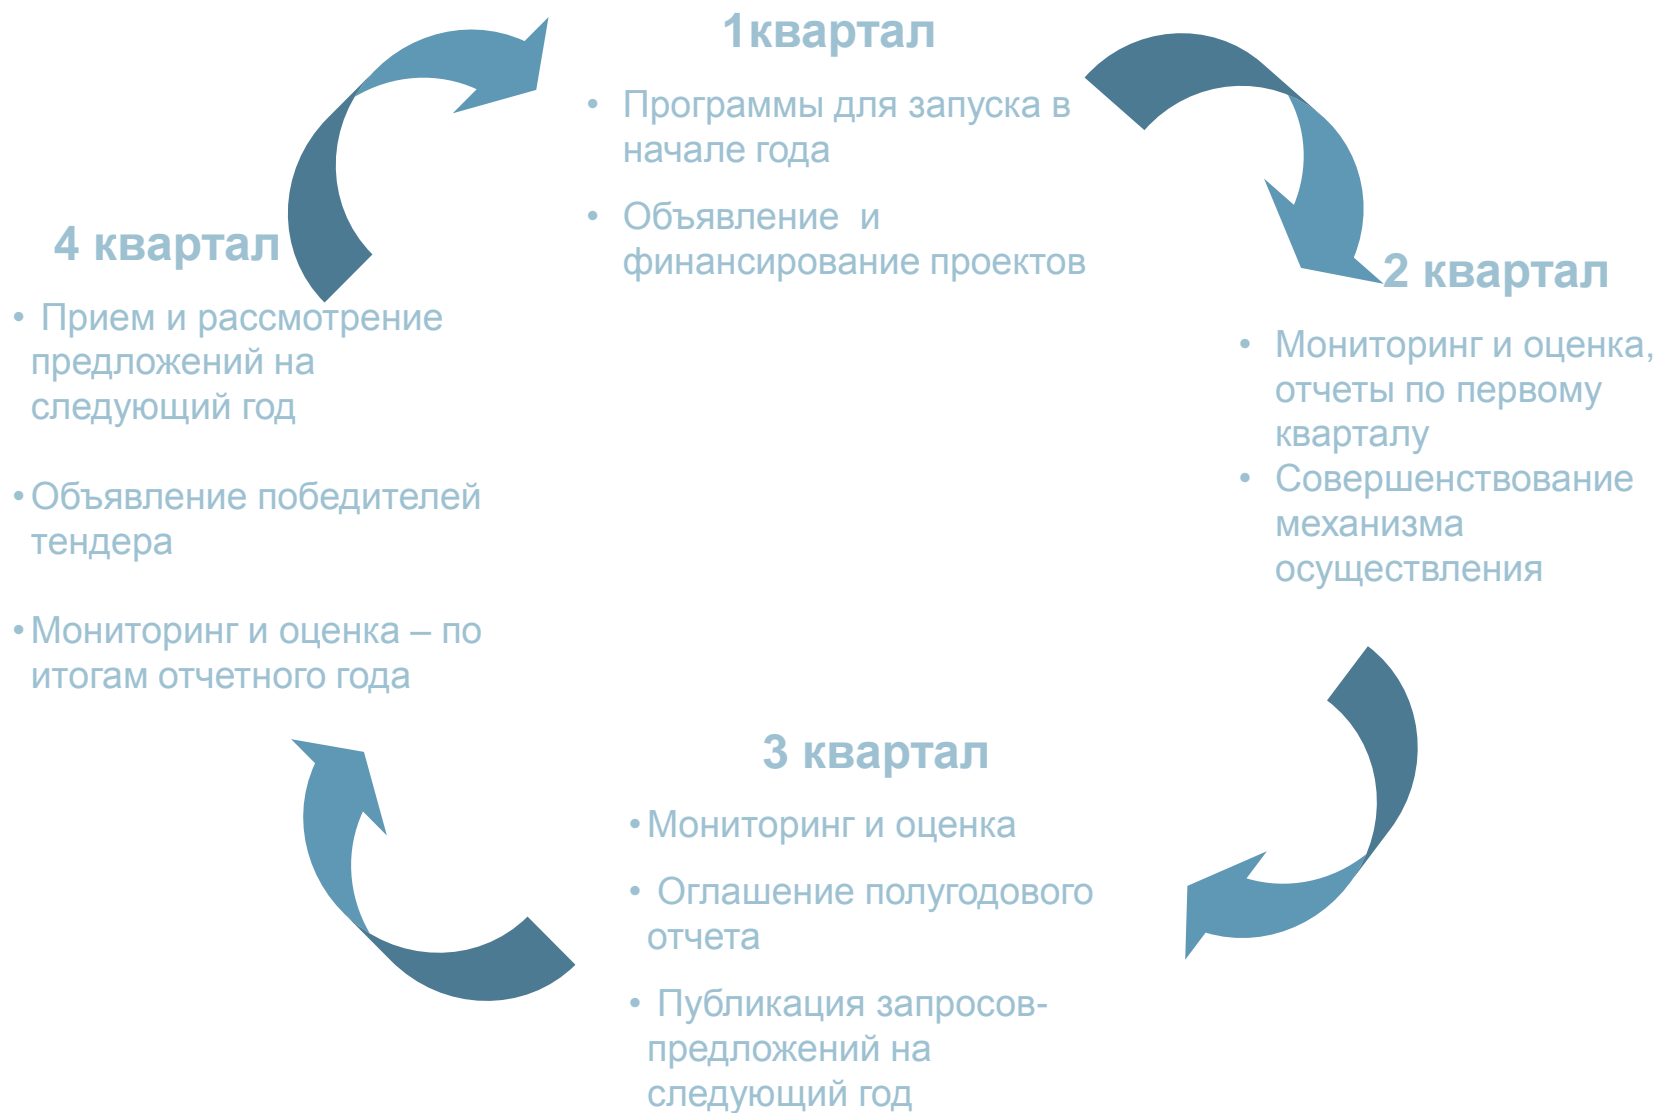 1квартал
• Программы для запуска в
начале года
• Объявление и
финансирование проектов
2 квартал
• Мониторинг и оценка,
отчеты по первому
кварталу
• Совершенствование
механизма
осуществления
3 квартал
• Мониторинг и оценка
• Оглашение полугодового
отчета
• Публикация запросов-
предложений на
следующий год
4 квартал
• Прием и рассмотрение
предложений на
следующий год
• Объявление победителей
тендера
• Мониторинг и оценка – по
итогам отчетного года